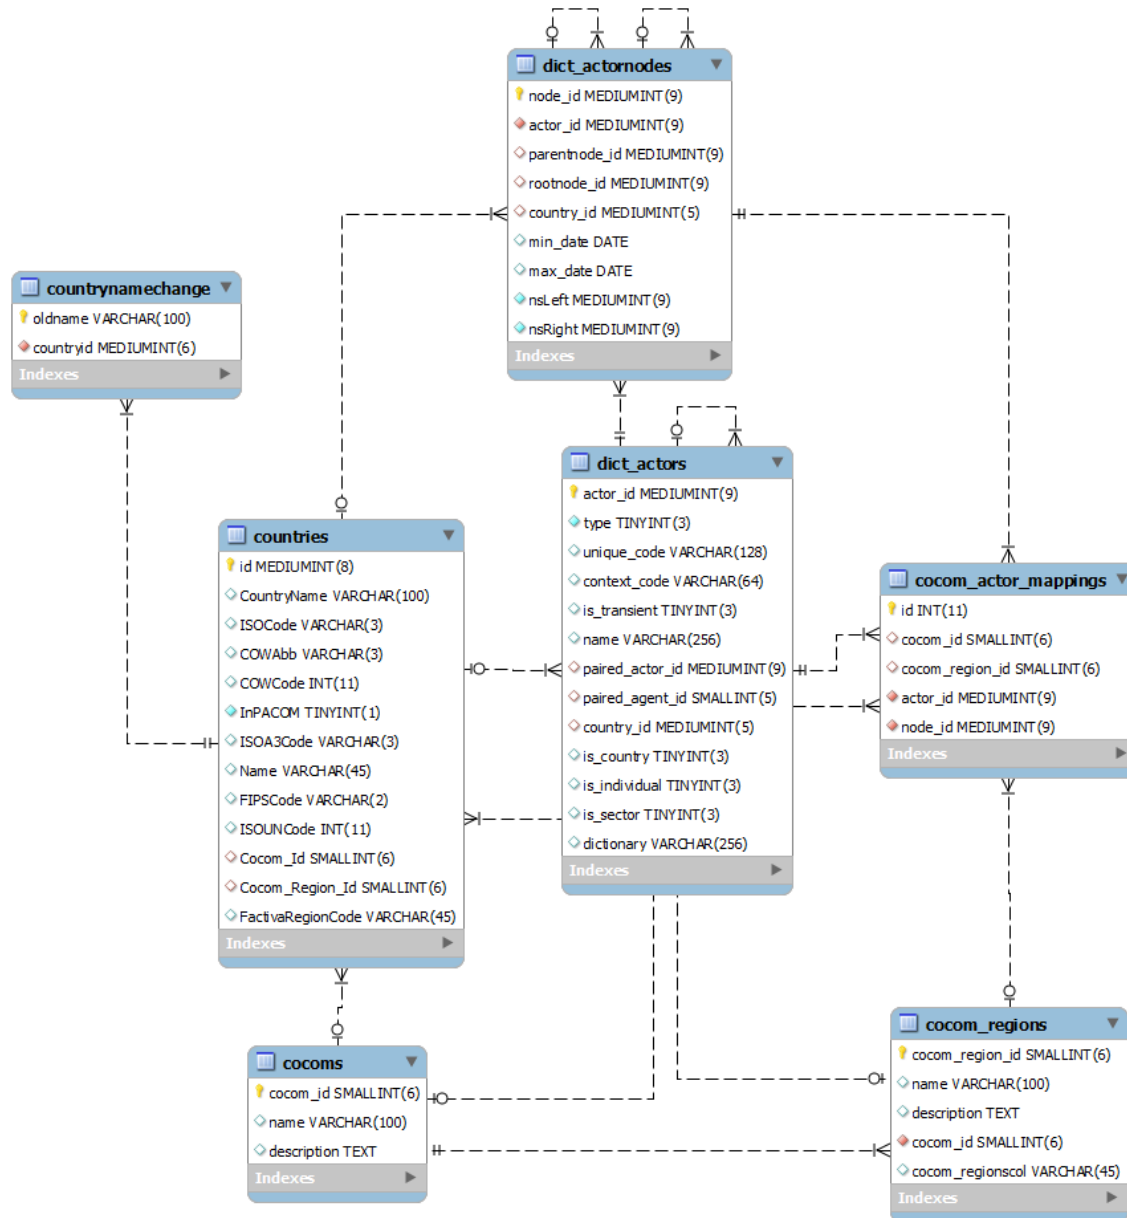 dict_actornodes
node_id MEDIUMINT(9)
actor_id MEDIUMINT(9)
parentnode_id MEDIUMINT(9)
rootnode_id MEDIUMINT(9)
country_id MEDIUMINT(5)
min_date DATE
max_date DATE
nsLeft MEDIUMINT(9)
nsRight MEDIUMINT(9)
Indexes
countrynamechange
oldname VARCHAR(100)
countryid MEDIUMINT(6)
Indexes
dict_actors
actor_id MEDIUMINT(9)
type TINYINT(3)
unique_code VARCHAR(128)
context_code VARCHAR(64)
is_transient TINYINT(3)
name VARCHAR(256)
paired_actor_id MEDIUMINT(9)
paired_agent_id SMALLINT(5)
country_id MEDIUMINT(5)
is_country TINYINT(3)
is_individual TINYINT(3)
is_sector TINYINT(3)
dictionary VARCHAR(256)
Indexes
countries
id MEDIUMINT(8)
CountryName VARCHAR(100)
ISOCode VARCHAR(3)
COWAbb VARCHAR(3)
COWCode INT(11)
InPACOM TINYINT(1)
ISOA3Code VARCHAR(3)
Name VARCHAR(45)
FIPSCode VARCHAR(2)
ISOUNCode INT(11)
Cocom_Id SMALLINT(6)
Cocom_Region_Id SMALLINT(6)
FactivaRegionCode VARCHAR(45)
Indexes
cocom_actor_mappings
id INT(11)
cocom_id SMALLINT(6)
cocom_region_id SMALLINT(6)
actor_id MEDIUMINT(9)
node_id MEDIUMINT(9)
Indexes
cocoms
cocom_id SMALLINT(6)
name VARCHAR(100)
description TEXT
Indexes
cocom_regions
cocom_region_id SMALLINT(6)
name VARCHAR(100)
description TEXT
cocom_id SMALLINT(6)
cocom_regionscol VARCHAR(45)
Indexes